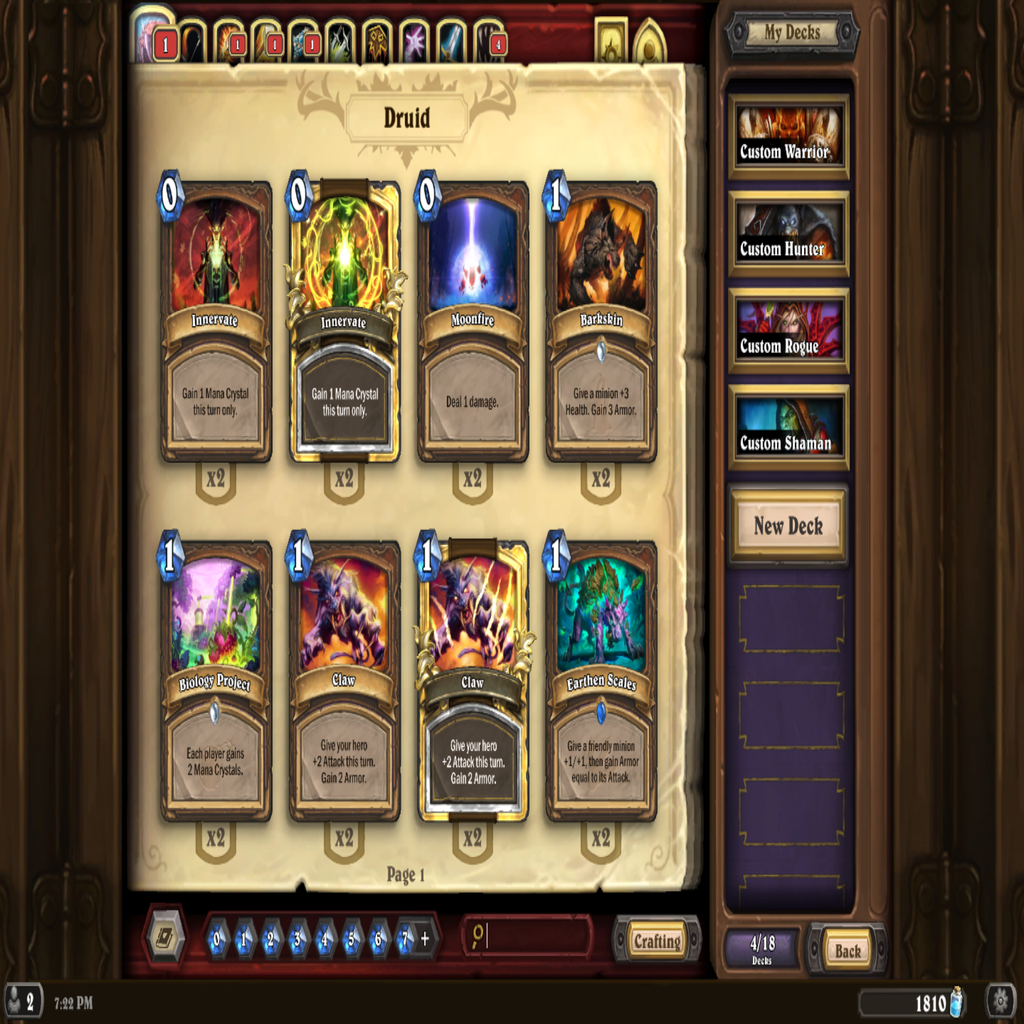 1
1
1
1
4
My Decks
Druid
Custom Warrior
Custom Hunter
Custom Rogue
Custom Shaman
New Deck
0
Innervate
Gain 1 Mana Crystal
this turn only.
x2
0
Innervate
Gain 1 Mana Crystal
this turn only.
x2
0
Moonfire
Deal 1 damage.
x2
1
Barkskin
Give a minion +3
Health. Gain 3 Armor.
x2
1
Biology Project
Each player gains
2 Mana Crystals.
x2
1
Claw
Give your hero
+2 Attack this turn.
Gain 2 Armor.
x2
1
Claw
Give your hero
+2 Attack this turn.
Gain 2 Armor.
x2
1
Earthen Scales
Give a friendly minion
+1/+1, then gain Armor
equal to its Attack.
x2
Page 1
0 1 2 3 4 5 6 7 +
Crafting
4/18
Decks
Back
2
7:22 PM
1810